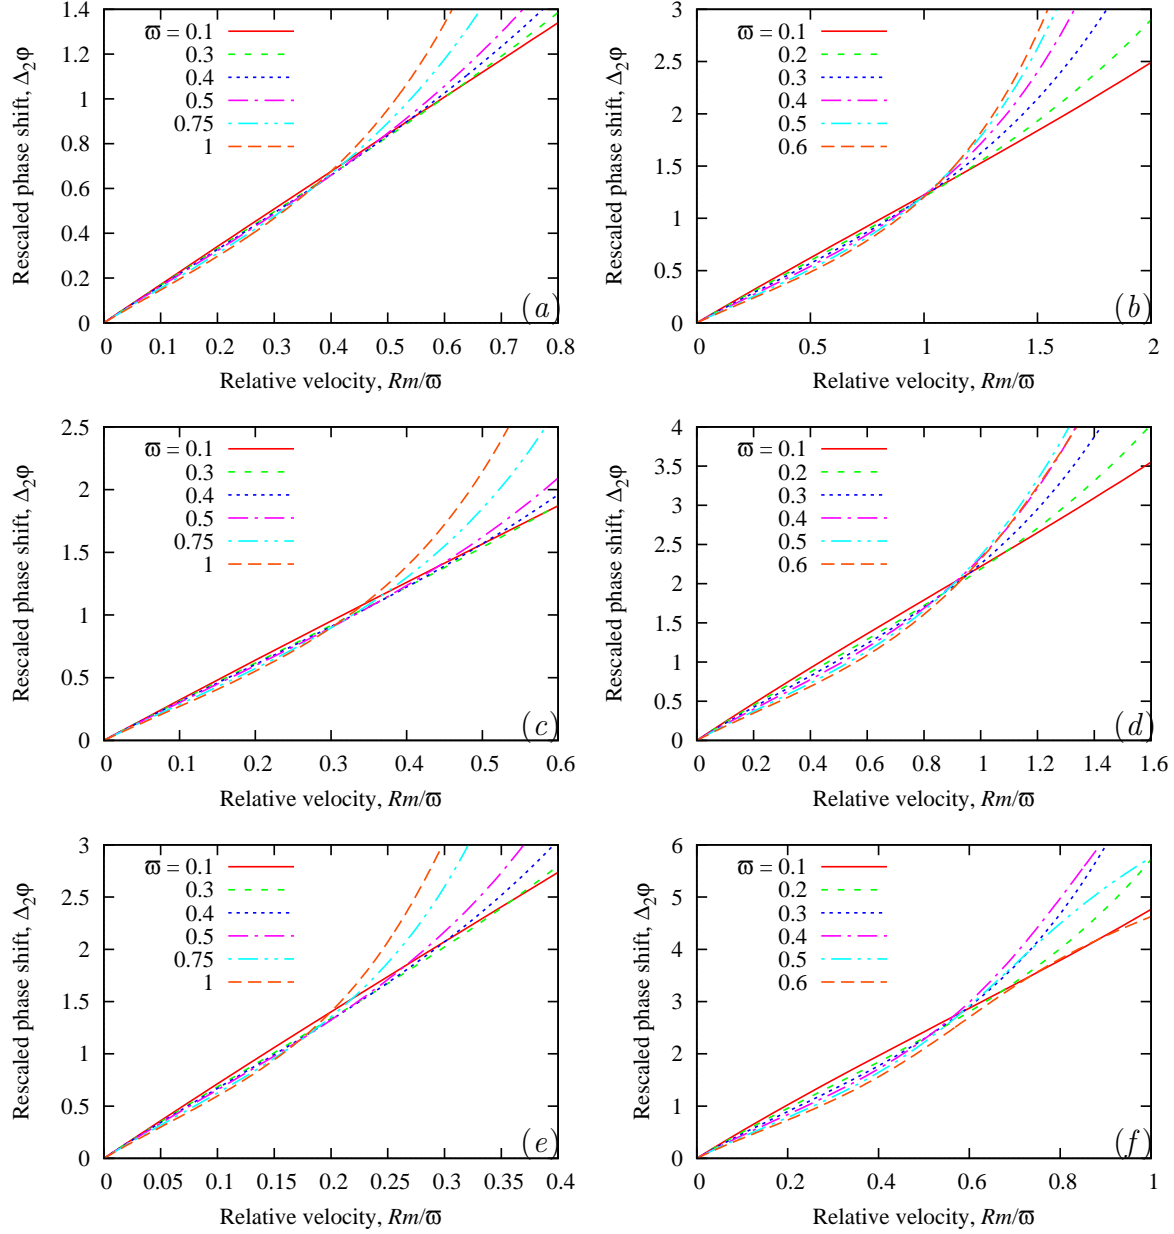 Rescaled phase shift, Δ₂φ
1.4
1.2
1
0.8
0.6
0.4
0.2
0
ϖ = 0.1
0.3
0.4
0.5
0.75
1
(a)
0 0.1 0.2 0.3 0.4 0.5 0.6 0.7 0.8
Relative velocity, Rm/ϖ
Rescaled phase shift, Δ₂φ
3
2.5
2
1.5
1
0.5
0
ϖ = 0.1
0.2
0.3
0.4
0.5
0.6
(b)
0 0.5 1 1.5 2
Relative velocity, Rm/ϖ
Rescaled phase shift, Δ₂φ
2.5
2
1.5
1
0.5
0
ϖ = 0.1
0.3
0.4
0.5
0.75
1
(c)
0 0.1 0.2 0.3 0.4 0.5 0.6
Relative velocity, Rm/ϖ
Rescaled phase shift, Δ₂φ
4
3.5
3
2.5
2
1.5
1
0.5
0
ϖ = 0.1
0.2
0.3
0.4
0.5
0.6
(d)
0 0.2 0.4 0.6 0.8 1 1.2 1.4 1.6
Relative velocity, Rm/ϖ
Rescaled phase shift, Δ₂φ
3
2.5
2
1.5
1
0.5
0
ϖ = 0.1
0.3
0.4
0.5
0.75
1
(e)
0 0.05 0.1 0.15 0.2 0.25 0.3 0.35 0.4
Relative velocity, Rm/ϖ
Rescaled phase shift, Δ₂φ
6
5
4
3
2
1
0
ϖ = 0.1
0.2
0.3
0.4
0.5
0.6
(f)
0 0.2 0.4 0.6 0.8 1
Relative velocity, Rm/ϖ